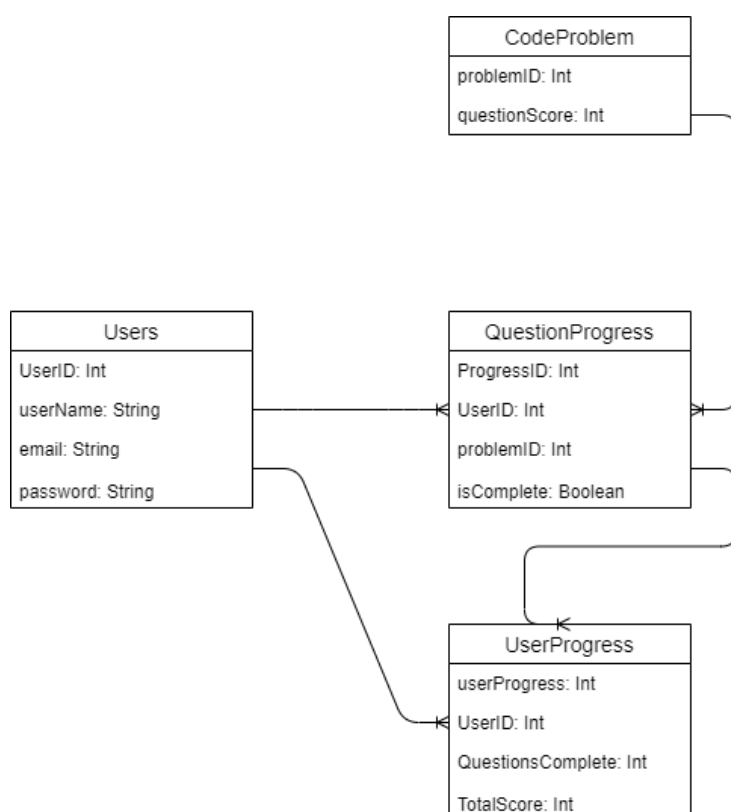 CodeProblem
problemID: Int
questionScore: Int
Users
UserID: Int
userName: String
email: String
password: String
QuestionProgress
ProgressID: Int
UserID: Int
problemID: Int
isComplete: Boolean
UserProgress
userProgress: Int
UserID: Int
QuestionsComplete: Int
TotalScore: Int